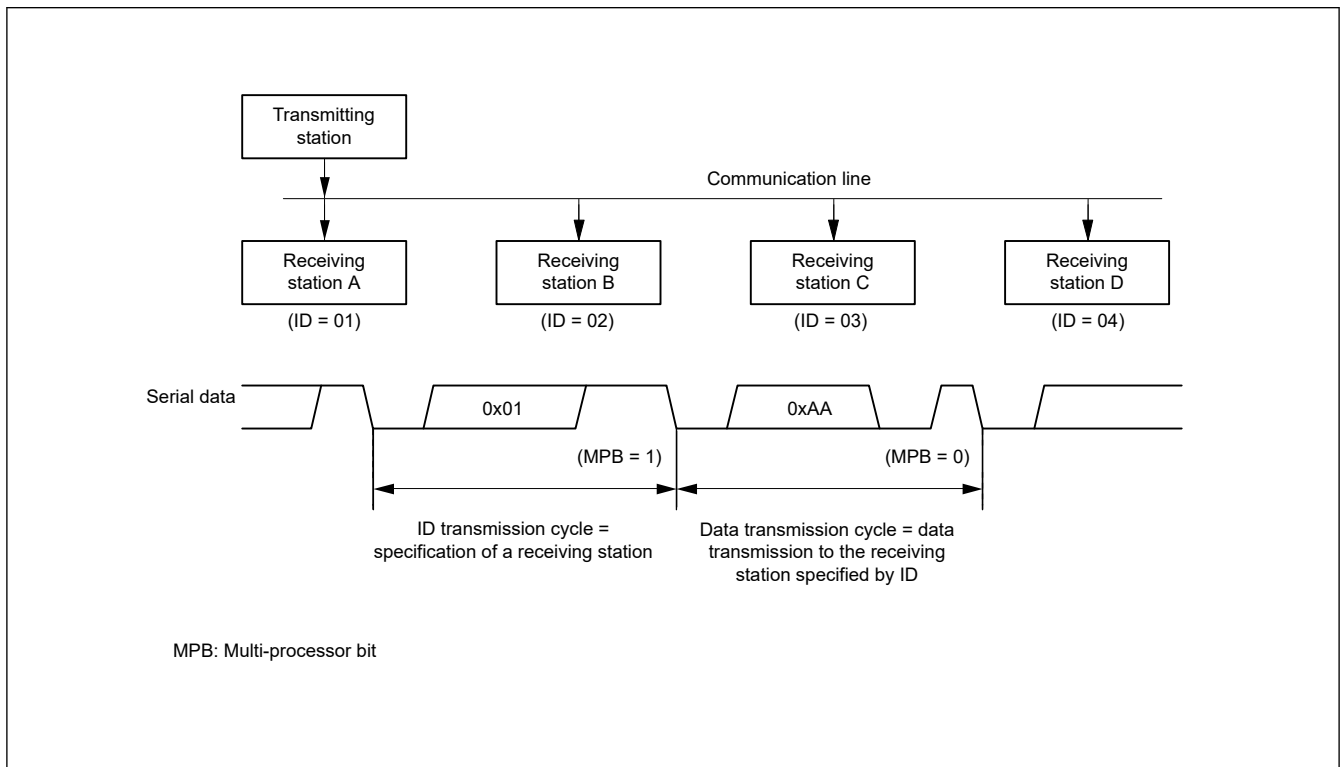 Transmitting
station
Communication line
Receiving
station A
Receiving
station B
Receiving
station C
Receiving
station D
(ID = 01)
(ID = 02)
(ID = 03)
(ID = 04)
Serial data
0x01
0xAA
(MPB = 1)
(MPB = 0)
ID transmission cycle =
specification of a receiving station
Data transmission cycle = data
transmission to the receiving
station specified by ID
MPB: Multi-processor bit